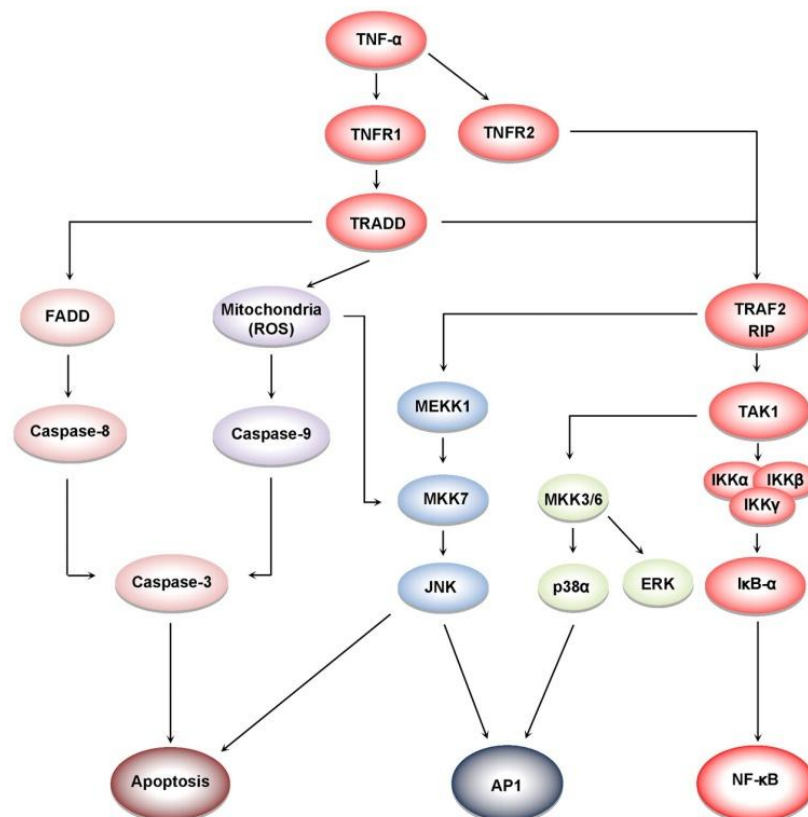 TNF-α
TNFR1
TNFR2
TRADD
FADD
Mitochondria
(ROS)
TRAF2
RIP
MEKK1
TAK1
Caspase-8
Caspase-9
IKKα
IKKβ
IKKγ
MKK7
MKK3/6
Caspase-3
JNK
p38α
ERK
IκB-α
Apoptosis
AP1
NF-κB